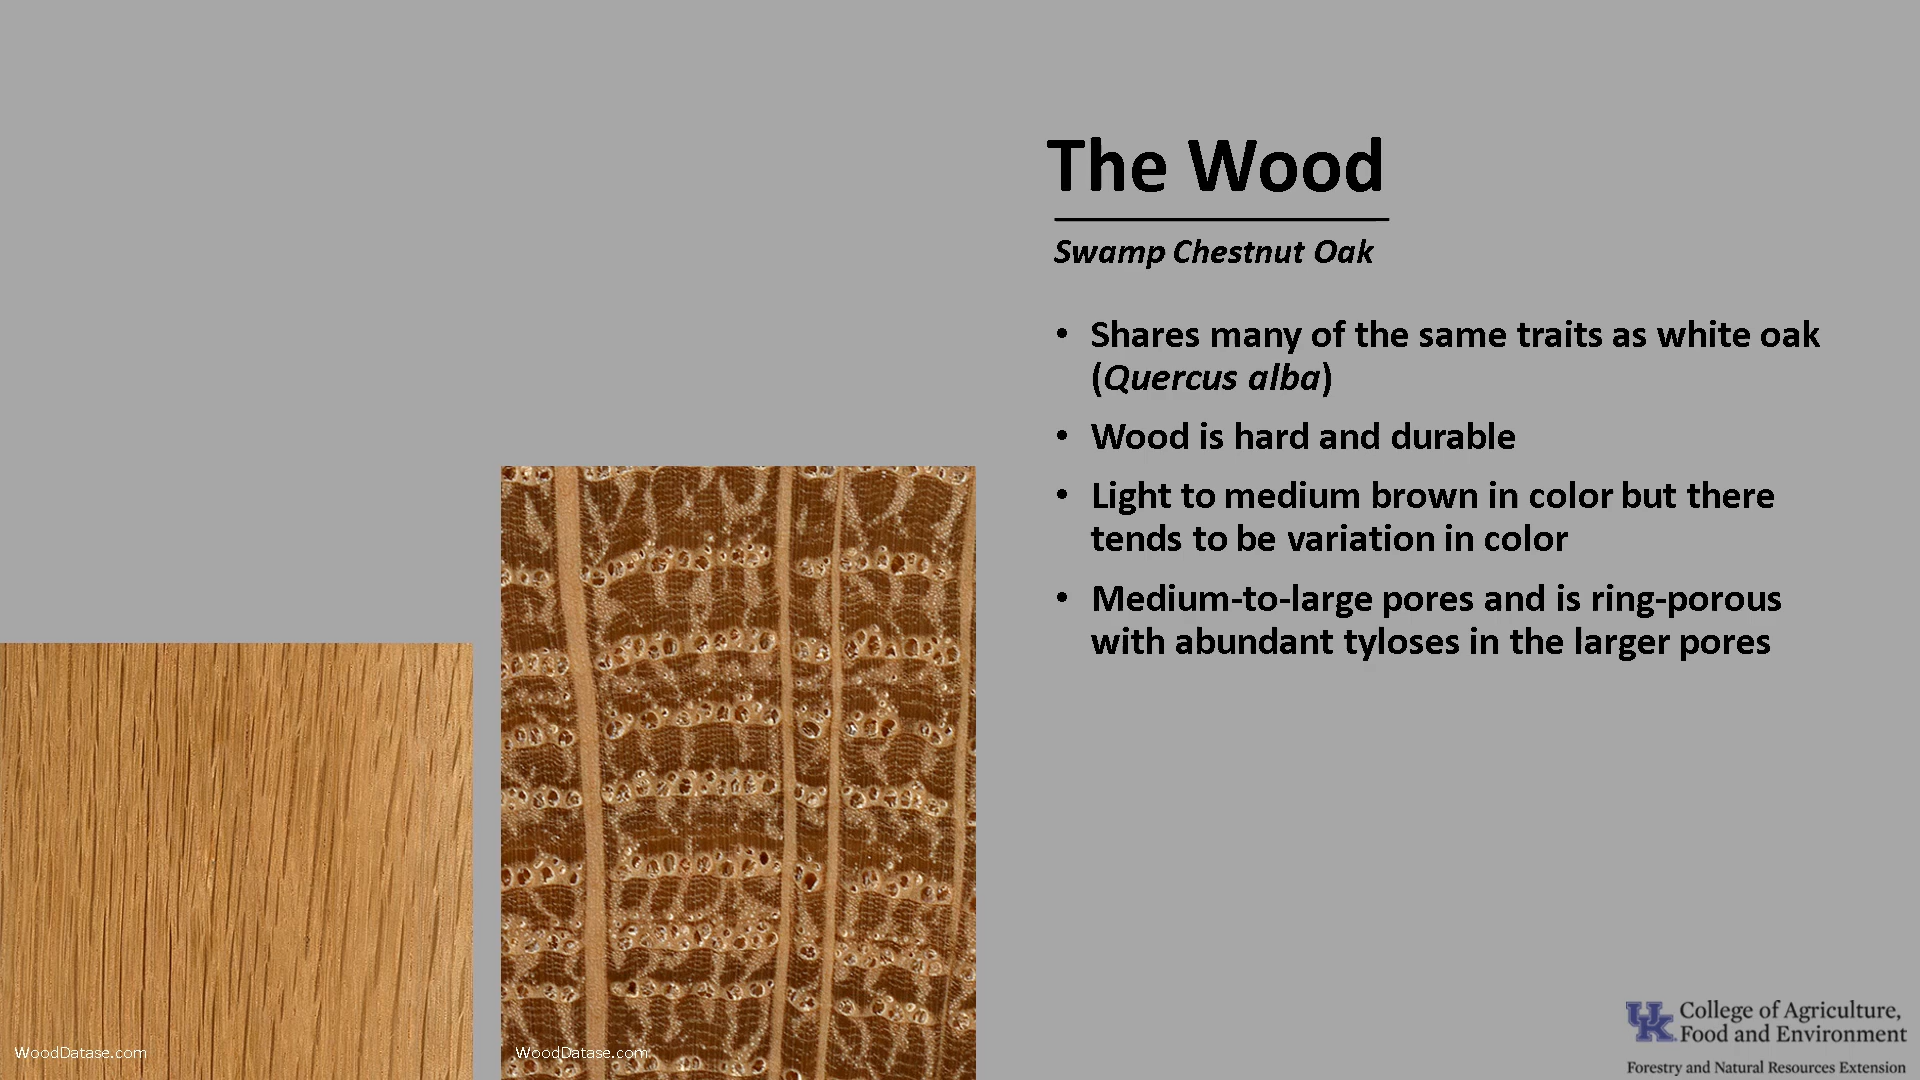 The Wood
Swamp Chestnut Oak
• Shares many of the same traits as white oak
(Quercus alba)
• Wood is hard and durable
• Light to medium brown in color but there
tends to be variation in color
• Medium-to-large pores and is ring-porous
with abundant tyloses in the larger pores
WoodDatase.com
WoodDatase.com
UK College of Agriculture,
Food and Environment
Forestry and Natural Resources Extension